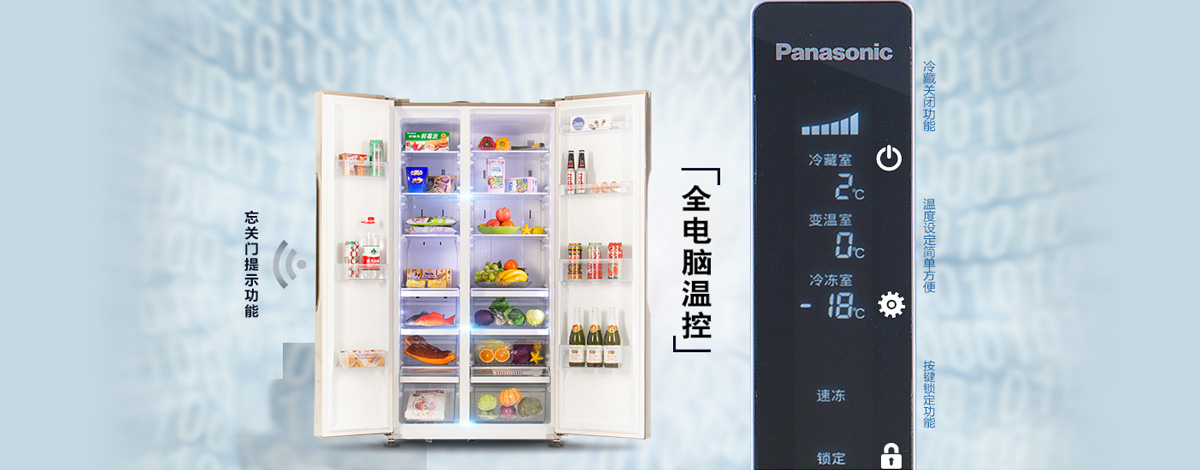 忘关门提示功能
全电脑温控
Panasonic
冷藏室
2℃
变温室
0℃
冷冻室
-18℃
速冻
锁定
冷藏关闭功能
温度设定简单方便
按键锁定功能